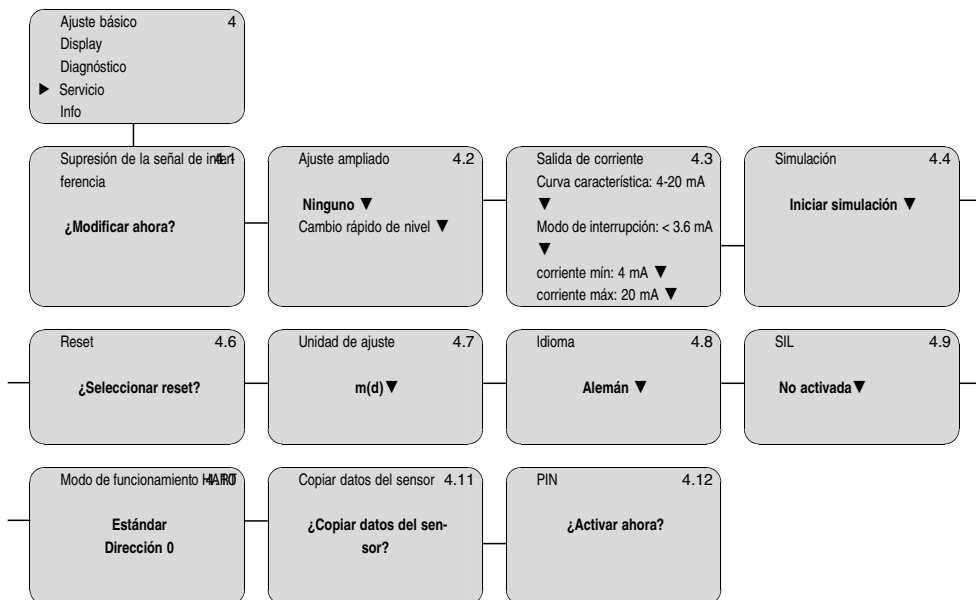 Ajuste básico 4
Display
Diagnóstico
▶ Servicio
Info
Supresión de la señal de inter- 4.1
ferencia
¿Modificar ahora?
Ajuste ampliado 4.2
Ninguno ▼
Cambio rápido de nivel ▼
Salida de corriente 4.3
Curva característica: 4-20 mA
▼
Modo de interrupción: < 3.6 mA
▼
corriente mín: 4 mA ▼
corriente máx: 20 mA ▼
Simulación 4.4
Iniciar simulación ▼
Reset 4.6
¿Seleccionar reset?
Unidad de ajuste 4.7
m(d) ▼
Idioma 4.8
Alemán ▼
SIL 4.9
No activada ▼
Modo de funcionamiento HART 4.10
Estándar
Dirección 0
Copiar datos del sensor 4.11
¿Copiar datos del sen-
sor?
PIN 4.12
¿Activar ahora?